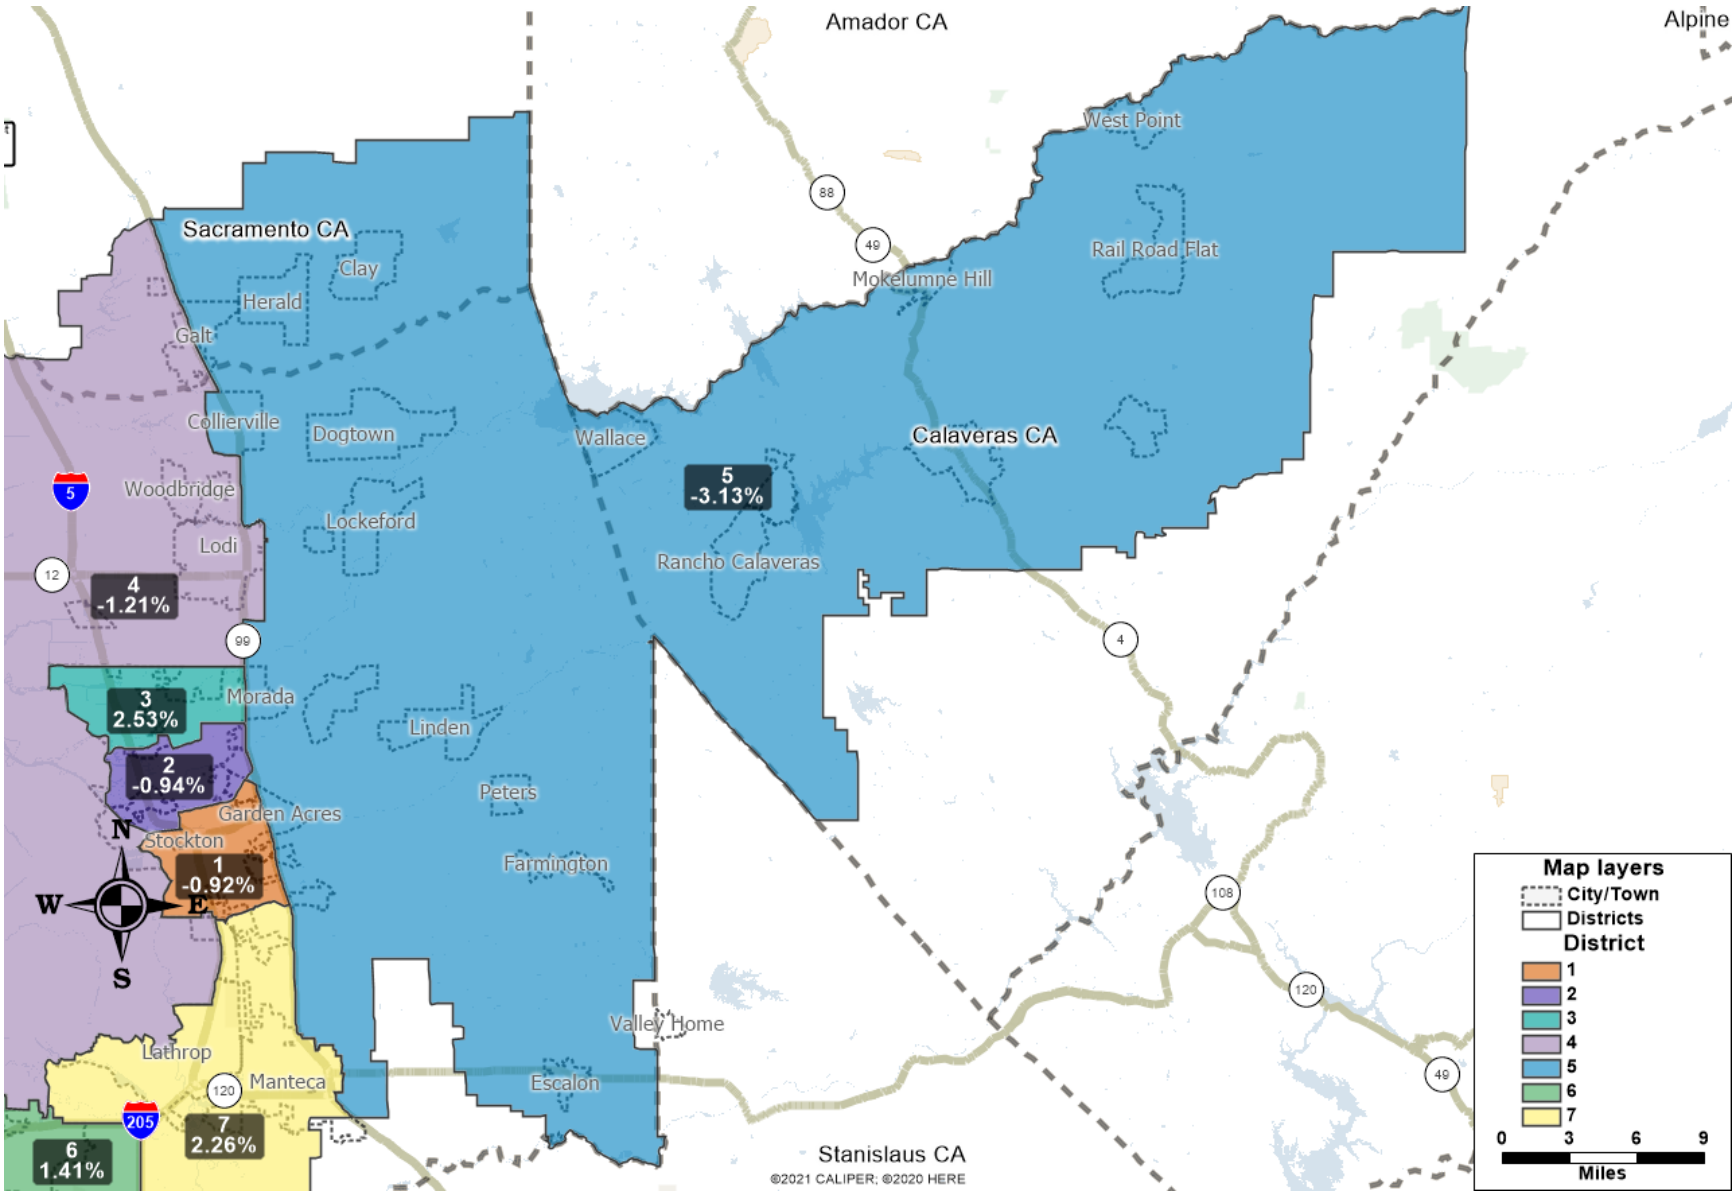 Amador CA
Alpine
West Point
88
Sacramento CA
49
Rail Road Flat
Clay
Mokelumne Hill
Herald
Galt
Collierville
Dogtown
Wallace
Calaveras CA
5
-3.13%
Woodbridge
5
Lockeford
Lodi
Rancho Calaveras
12
4
-1.21%
99
4
Morada
3
2.53%
Linden
2
-0.94%
Peters
Garden Acres
N
Stockton
Farmington
1
-0.92%
W
E
108
S
120
Valley Home
Lathrop
Manteca
Escalon
120
49
205
7
2.26%
6
1.41%
Stanislaus CA
©2021 CALIPER; ©2020 HERE
Map layers
City/Town
Districts
District
1
2
3
4
5
6
7
0 3 6 9
Miles